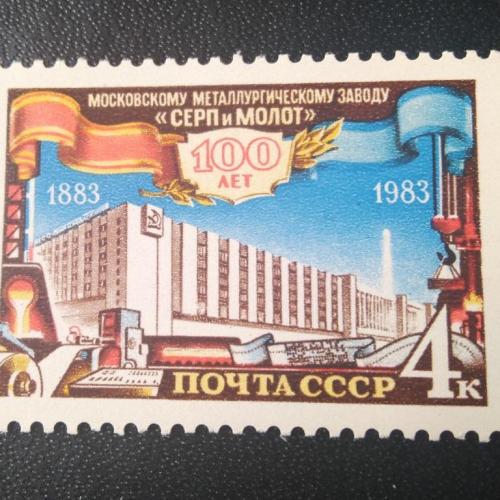 МОСКОВСКОМУ МЕТАЛЛУРГИЧЕСКОМУ ЗАВОДУ
«СЕРП и МОЛОТ»
100
ЛЕТ
1883 1983
ПОЧТА СССР 4к